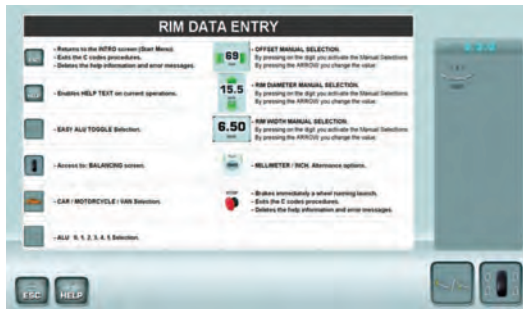 RIM DATA ENTRY
- Returns to the INTRO screen (Start Menu).
- Exits the C codes procedures.
- Deletes the help information and error messages.
- Enables HELP TEXT on current operations.
- EASY ALU TOGGLE Selection.
- Access to: BALANCING screen.
- CAR / MOTORCYCLE / VAN Selection.
- ALU 0, 1, 2, 3, 4, 5 Selection.
69
- OFFSET MANUAL SELECTION.
By pressing on the digit you activate the Manual Selections
By pressing the ARROW you change the value.
15.5
- RIM DIAMETER MANUAL SELECTION.
By pressing on the digit you activate the Manual Selections
By pressing the ARROW you change the value.
6.50
- RIM WIDTH MANUAL SELECTION.
By pressing on the digit you activate the Manual Selections
By pressing the ARROW you change the value.
- MILLIMETER / INCH. Alternance options.
STOP
- Brakes immediately a wheel running launch.
- Exits the C codes procedures.
- Deletes the help information and error messages.
ESC
HELP